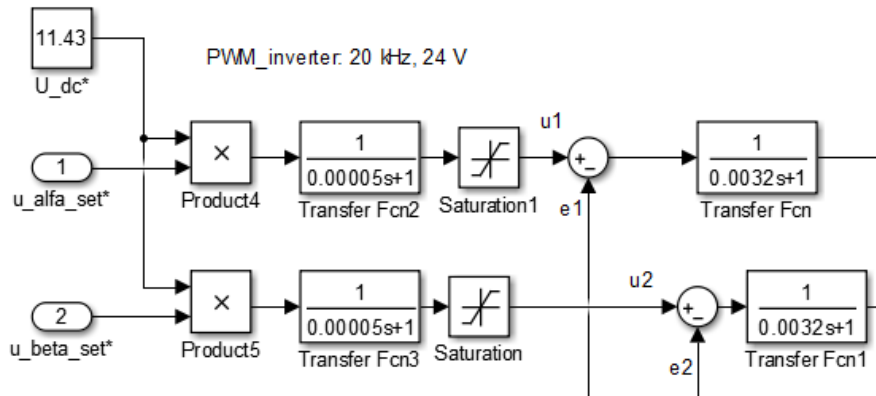 11.43
U_dc*
PWM_inverter: 20 kHz, 24 V
1
u_alfa_set*
×
Product4
1
0.00005s+1
Transfer Fcn2
Saturation1
u1
+
−
e1
1
0.0032s+1
Transfer Fcn
2
u_beta_set*
×
Product5
1
0.00005s+1
Transfer Fcn3
Saturation
u2
+
−
e2
1
0.0032s+1
Transfer Fcn1